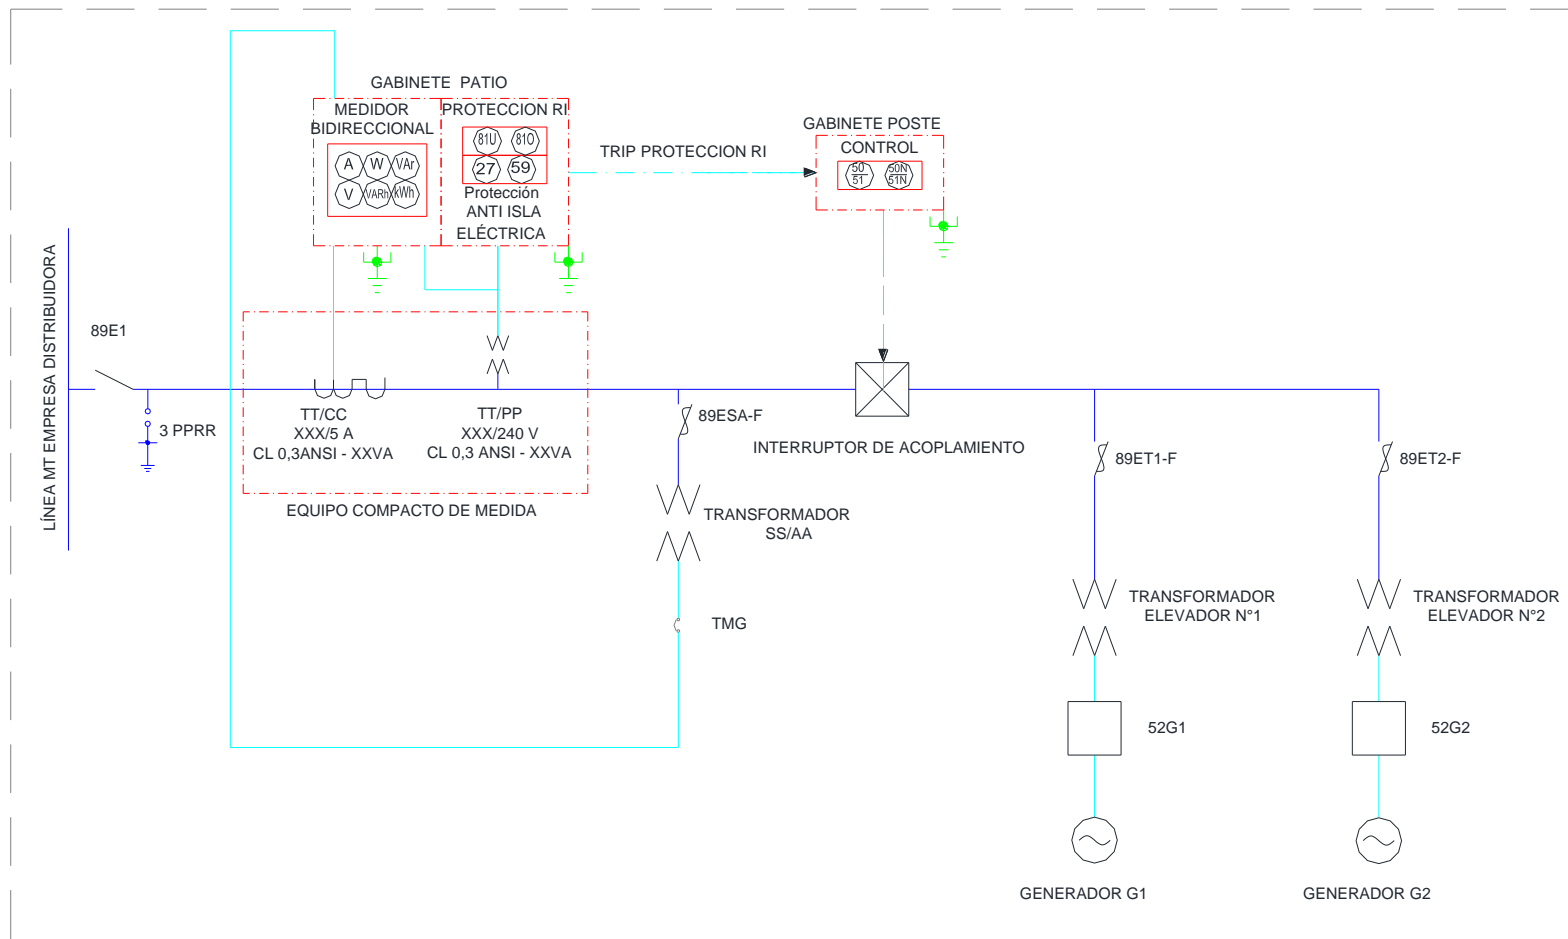 GABINETE PATIO
MEDIDOR
BIDIRECCIONAL
A
W
VAr
V
VARh
kWh
PROTECCION RI
81U
81O
27
59
Protección
ANTI ISLA
ELÉCTRICA
TRIP PROTECCION RI
GABINETE POSTE
CONTROL
50
51
50N
51N
LÍNEA MT EMPRESA DISTRIBUIDORA
89E1
3 PPRR
TT/CC
XXX/5 A
CL 0,3ANSI - XXVA
TT/PP
XXX/240 V
CL 0,3 ANSI - XXVA
EQUIPO COMPACTO DE MEDIDA
89ESA-F
TRANSFORMADOR
SS/AA
TMG
INTERRUPTOR DE ACOPLAMIENTO
89ET1-F
89ET2-F
TRANSFORMADOR
ELEVADOR N°1
TRANSFORMADOR
ELEVADOR N°2
52G1
52G2
GENERADOR G1
GENERADOR G2